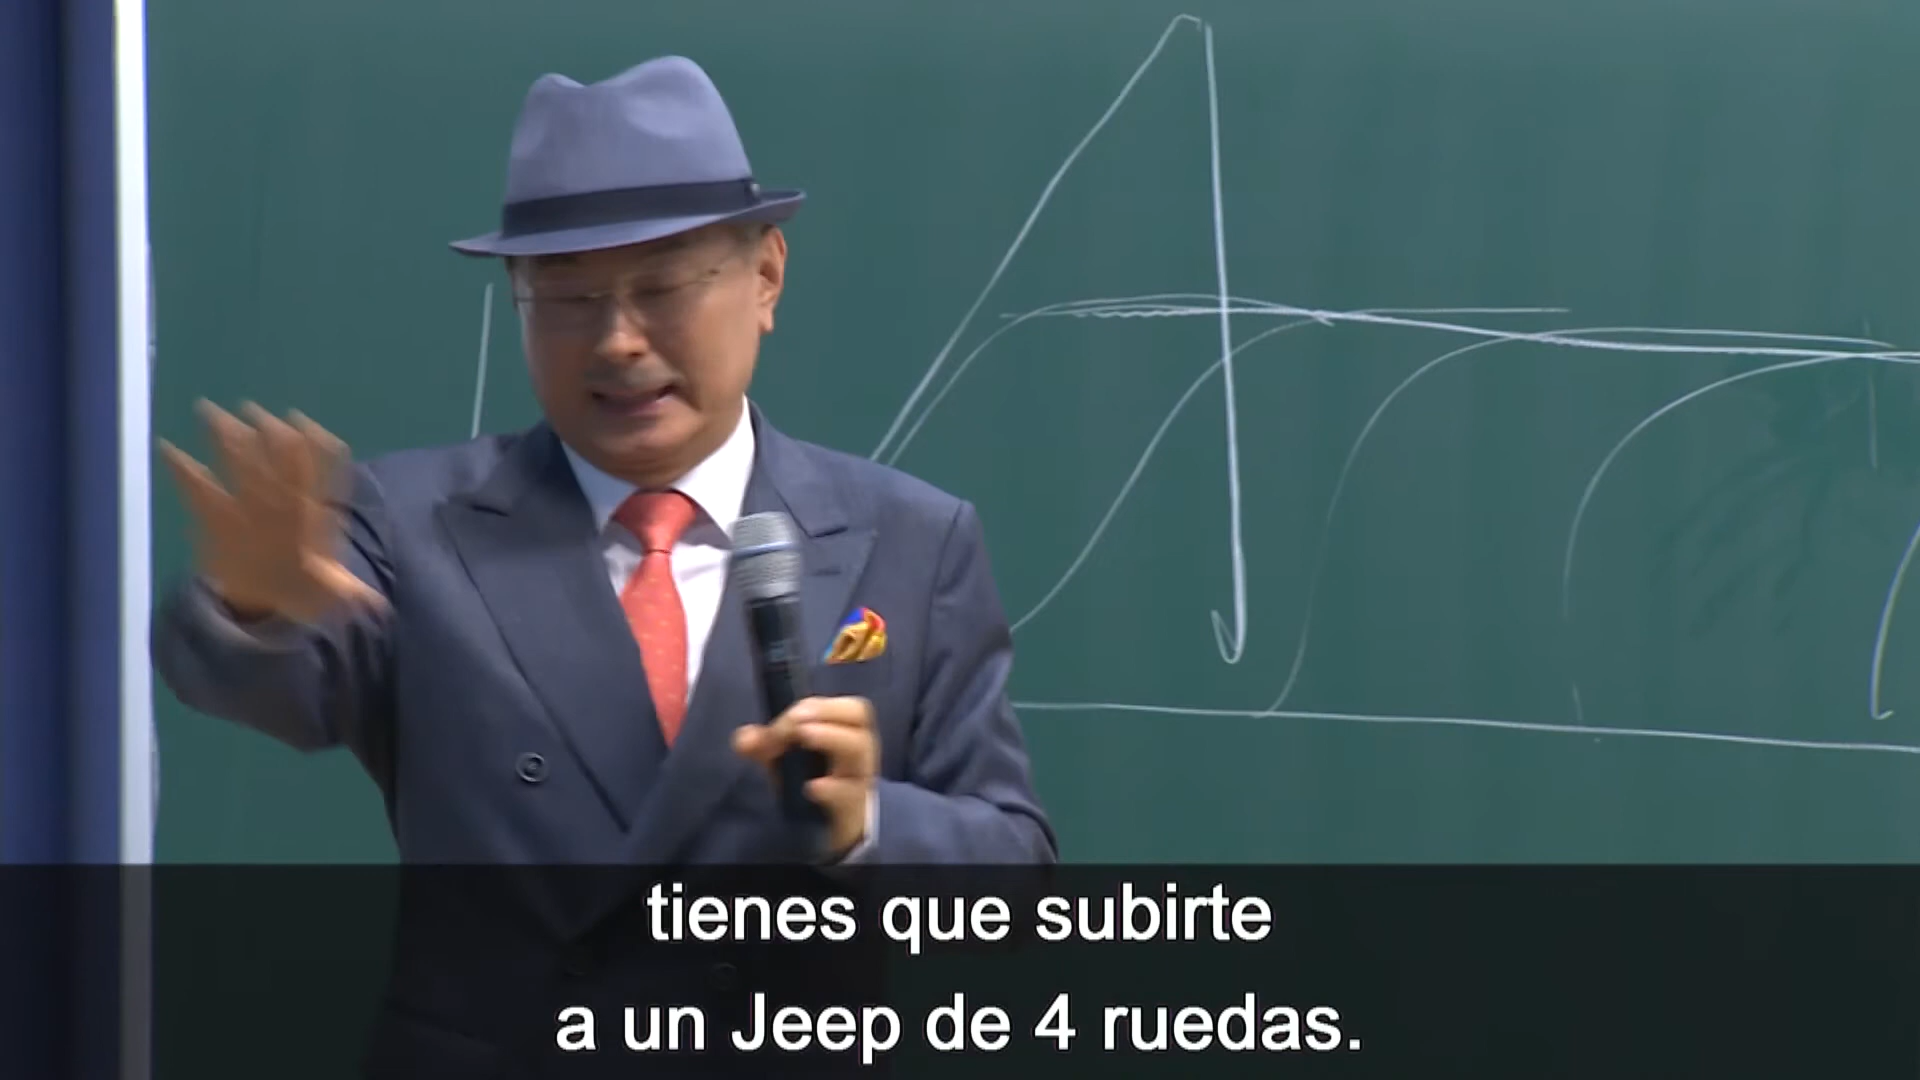 tienes que subirte
a un Jeep de 4 ruedas.